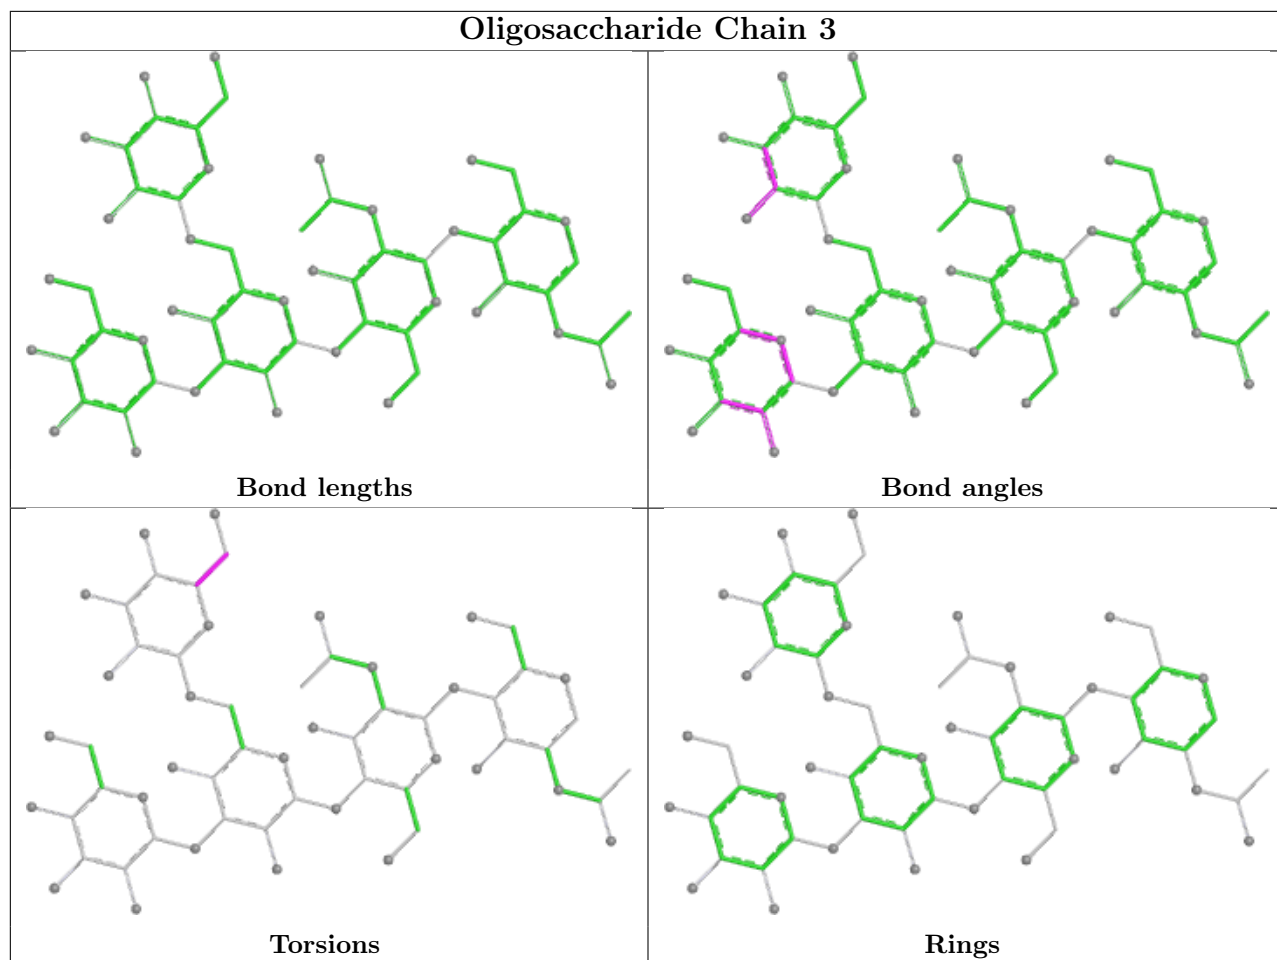 Oligosaccharide Chain 3
Bond lengths
Bond angles
Torsions
Rings